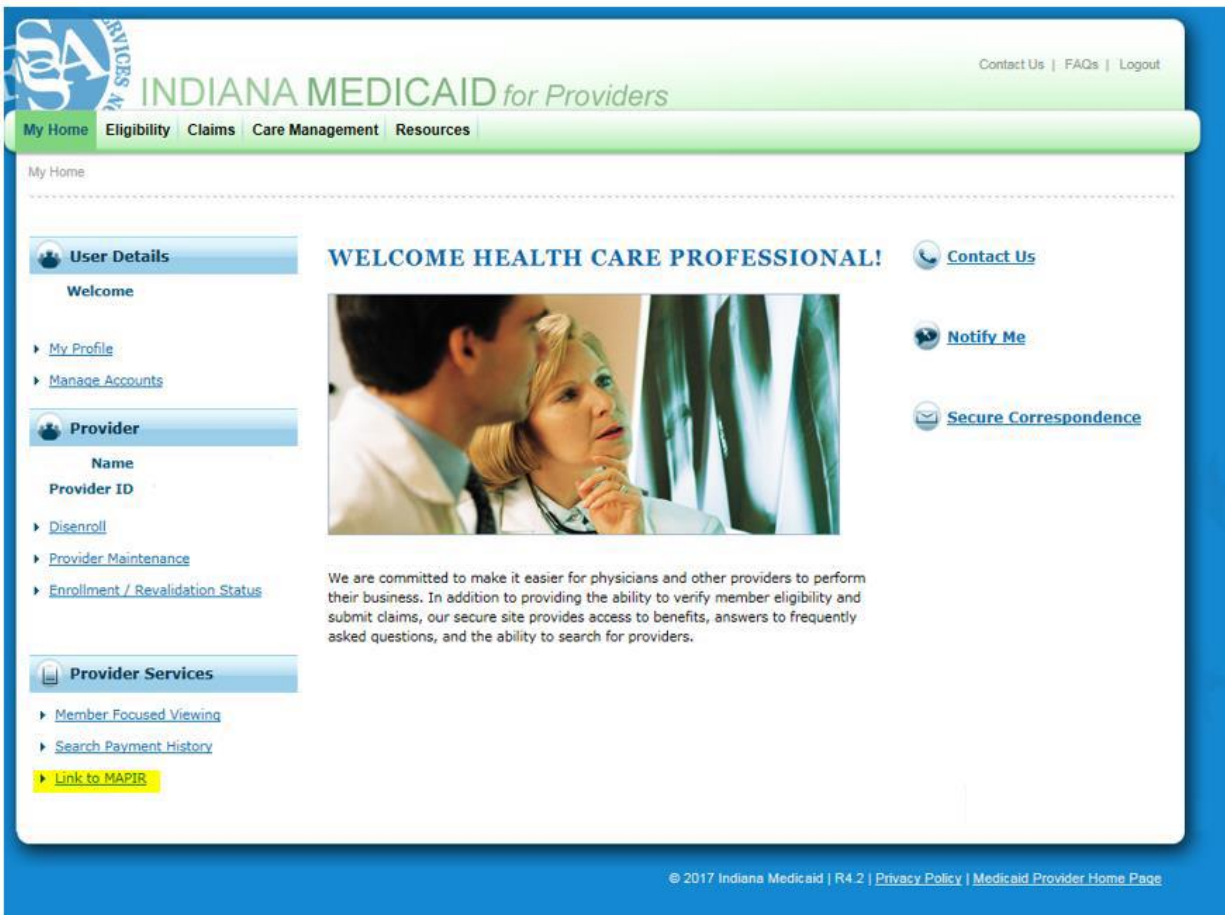 SERVICES
INDIANA MEDICAID for Providers
Contact Us | FAQs | Logout
My Home Eligibility Claims Care Management Resources
My Home
User Details
Welcome
My Profile
Manage Accounts
Provider
Name
Provider ID
Disenroll
Provider Maintenance
Enrollment / Revalidation Status
Provider Services
Member Focused Viewing
Search Payment History
Link to MAPIR
WELCOME HEALTH CARE PROFESSIONAL!
We are committed to make it easier for physicians and other providers to perform
their business. In addition to providing the ability to verify member eligibility and
submit claims, our secure site provides access to benefits, answers to frequently
asked questions, and the ability to search for providers.
Contact Us
Notify Me
Secure Correspondence
© 2017 Indiana Medicaid | R4.2 | Privacy Policy | Medicaid Provider Home Page